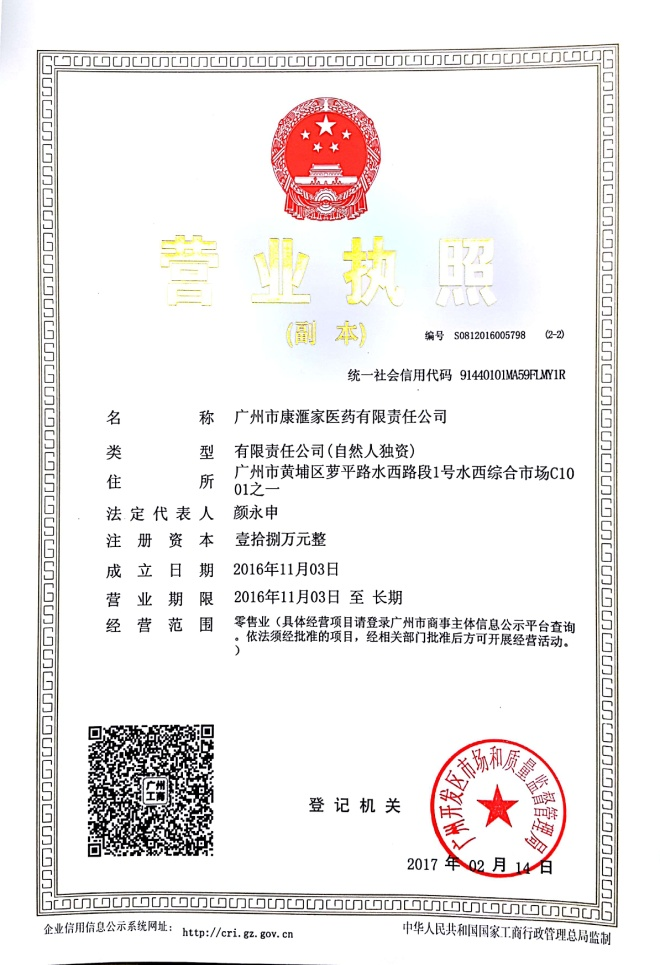 营业执照
(副本)
编号 S0812016005798 (2-2)
统一社会信用代码 91440101MA59FLMY1R
名称 广州市康滙家医药有限责任公司
类型 有限责任公司(自然人独资)
住所 广州市黄埔区萝平路水西路段1号水西综合市场C10
01之一
法定代表人 颜永申
注册资本 壹拾捌万元整
成立日期 2016年11月03日
营业期限 2016年11月03日 至 长期
经营范围 零售业（具体经营项目请登录广州市商事主体信息公示平台查询
。依法须经批准的项目，经相关部门批准后方可开展经营活动。
）
广州
工商
登记机关
广州开发区市场和质量监督管理局
2017 年 02 月 14 日
企业信用信息公示系统网址： http://cri.gz.gov.cn
中华人民共和国国家工商行政管理总局监制